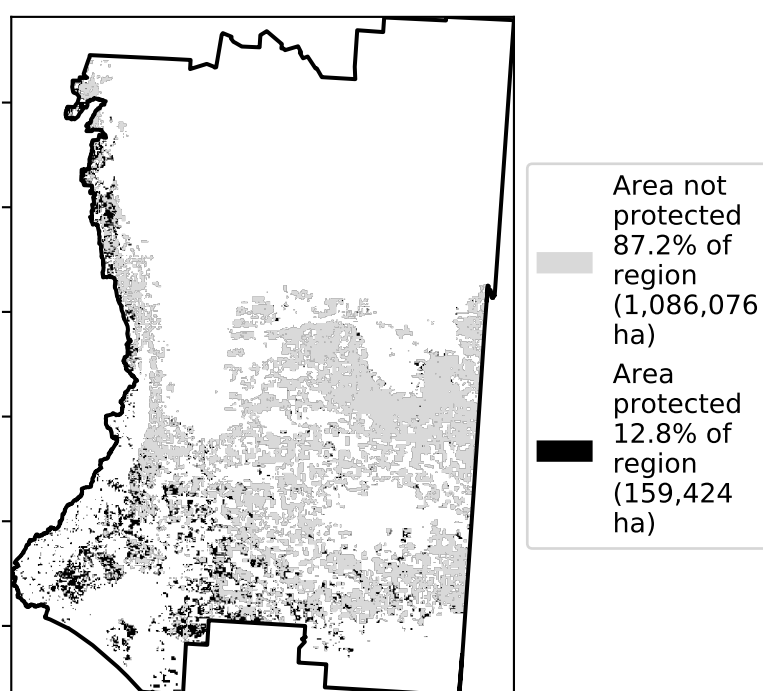 Area not
protected
87.2% of
region
(1,086,076
ha)
Area
protected
12.8% of
region
(159,424
ha)